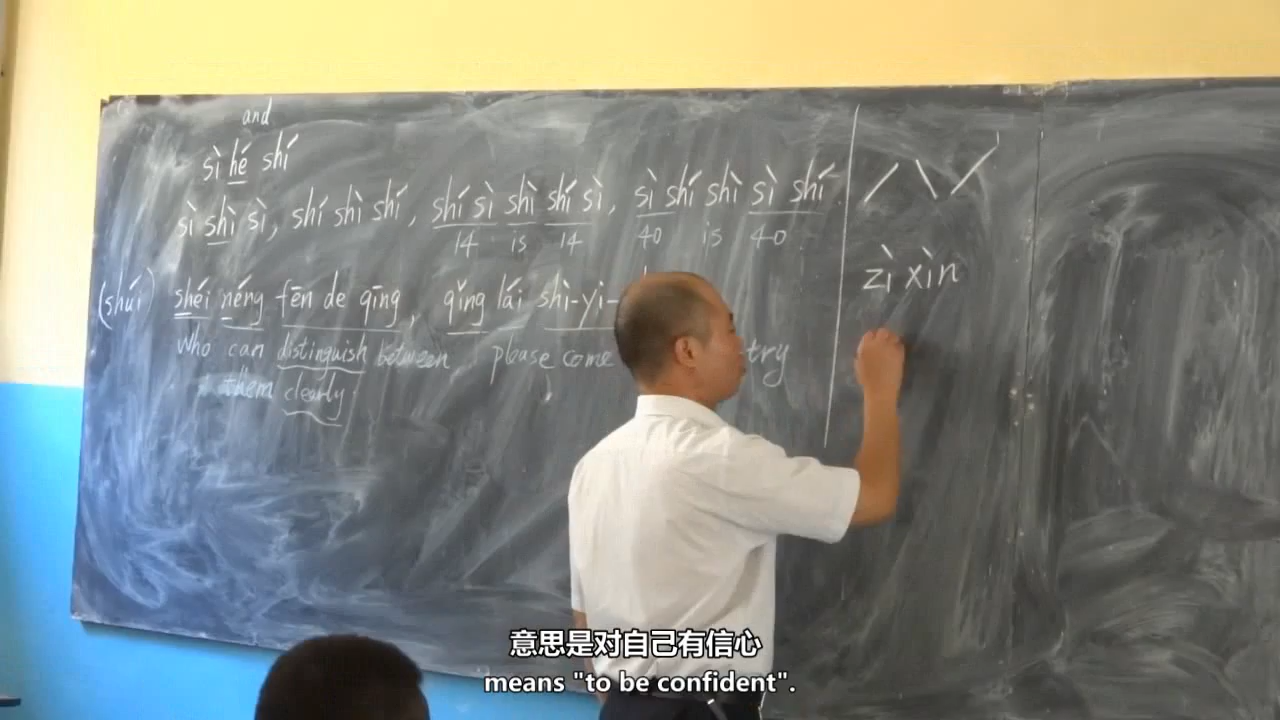 and
sì hé shí
sì shì sì, shí shì shí, shí sì shì shí sì, sì shí shì sì shí.
14 is 14 40 is 40
(shuí) shéi néng fēn de qīng, qǐng lái shì-yi-
who can distinguish between please come try
them clearly
zì xìn
意思是对自己有信心
means "to be confident".